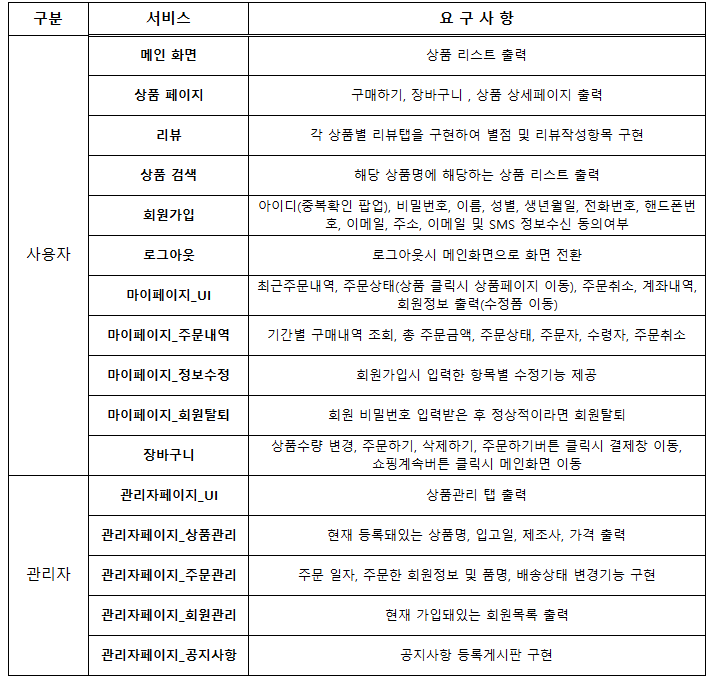 구분 서비스 요 구 사 항
사용자
메인 화면 상품 리스트 출력
상품 페이지 구매하기, 장바구니 , 상품 상세페이지 출력
리뷰 각 상품별 리뷰탭을 구현하여 별점 및 리뷰작성항목 구현
상품 검색 해당 상품명에 해당하는 상품 리스트 출력
회원가입 아이디(중복확인 팝업), 비밀번호, 이름, 성별, 생년월일, 전화번호, 핸드폰번
호, 이메일, 주소, 이메일 및 SMS 정보수신 동의여부
로그아웃 로그아웃시 메인화면으로 화면 전환
마이페이지_UI 최근주문내역, 주문상태(상품 클릭시 상품페이지 이동), 주문취소, 계좌내역,
회원정보 출력(수정폼 이동)
마이페이지_주문내역 기간별 구매내역 조회, 총 주문금액, 주문상태, 주문자, 수령자, 주문취소
마이페이지_정보수정 회원가입시 입력한 항목별 수정기능 제공
마이페이지_회원탈퇴 회원 비밀번호 입력받은 후 정상적이라면 회원탈퇴
장바구니 상품수량 변경, 주문하기, 삭제하기, 주문하기버튼 클릭시 결제창 이동,
쇼핑계속버튼 클릭시 메인화면 이동
관리자
관리자페이지_UI 상품관리 탭 출력
관리자페이지_상품관리 현재 등록돼있는 상품명, 입고일, 제조사, 가격 출력
관리자페이지_주문관리 주문 일자, 주문한 회원정보 및 품명, 배송상태 변경기능 구현
관리자페이지_회원관리 현재 가입돼있는 회원목록 출력
관리자페이지_공지사항 공지사항 등록게시판 구현